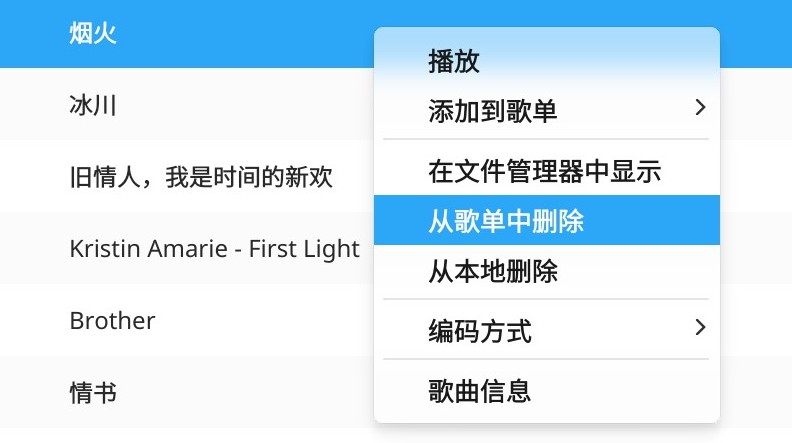 烟火
冰川
旧情人，我是时间的新欢
Kristin Amarie - First Light
Brother
情书
播放
添加到歌单
在文件管理器中显示
从歌单中删除
从本地删除
编码方式
歌曲信息